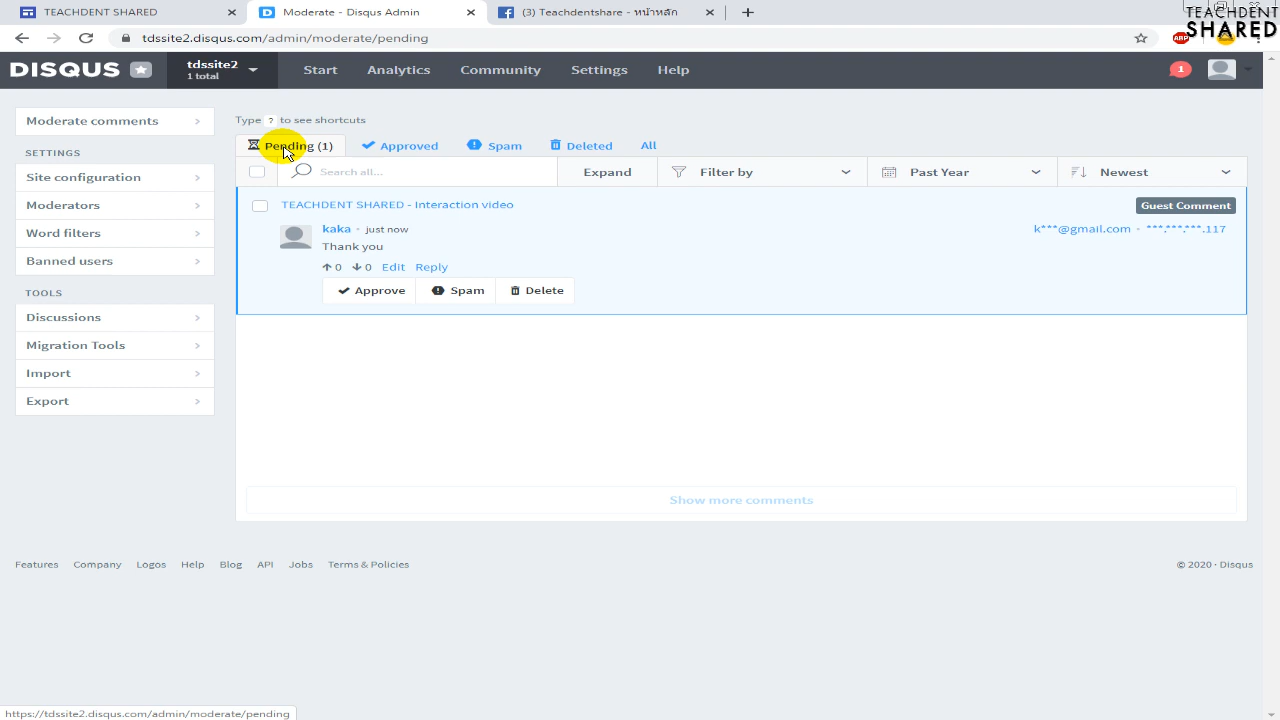 TEACHDENT SHARED
Moderate - Disqus Admin
(3) Teachdentshare - หน้าหลัก
TEACHDENT
SHARED
tdssite2.disqus.com/admin/moderate/pending
ABP
DISQUS
tdssite2
1 total
Start
Analytics
Community
Settings
Help
1
Moderate comments
SETTINGS
Site configuration
Moderators
Word filters
Banned users
TOOLS
Discussions
Migration Tools
Import
Export
Type ? to see shortcuts
Pending (1)
Approved
Spam
Deleted
All
Search all...
Expand
Filter by
Past Year
Newest
TEACHDENT SHARED - Interaction video
Guest Comment
kaka · just now
k***@gmail.com · ***.***.***.117
Thank you
0 0 Edit Reply
Approve
Spam
Delete
Show more comments
Features Company Logos Help Blog API Jobs Terms & Policies
© 2020 · Disqus
https://tdssite2.disqus.com/admin/moderate/pending